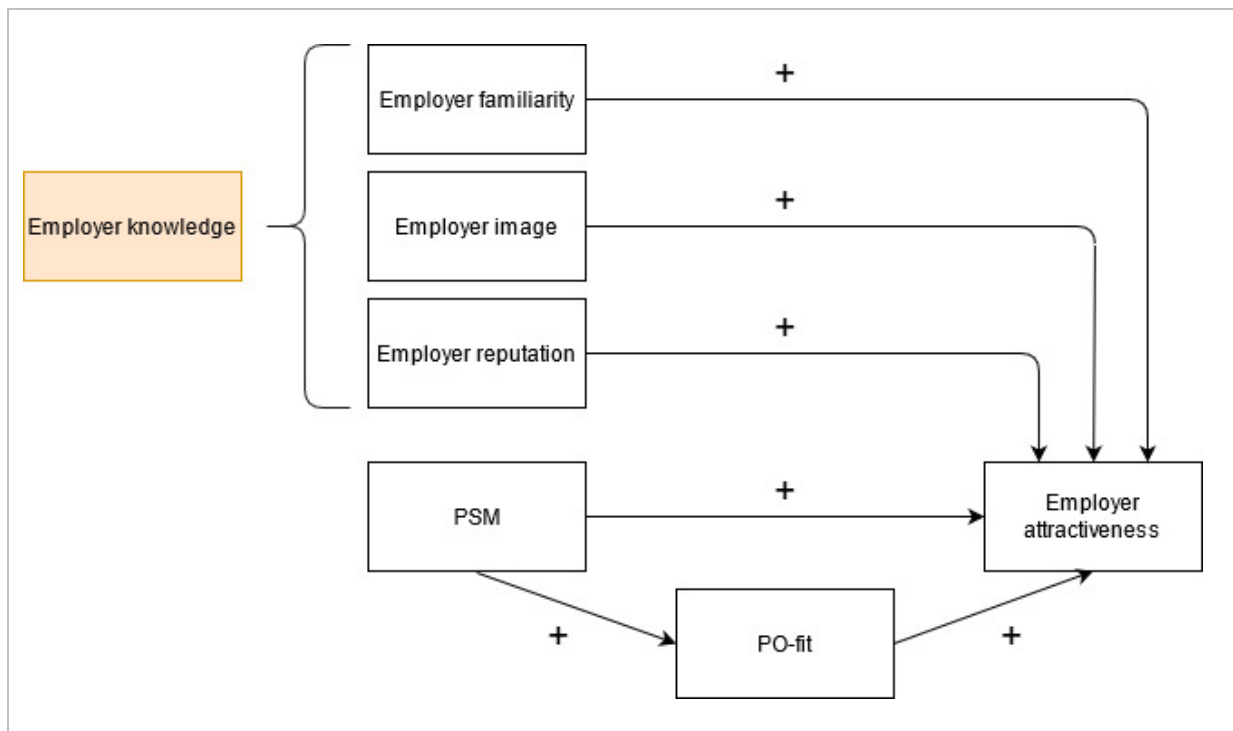 +
Employer familiarity
+
Employer knowledge
Employer image
+
Employer reputation
+
PSM
Employer
attractiveness
+
PO-fit
+